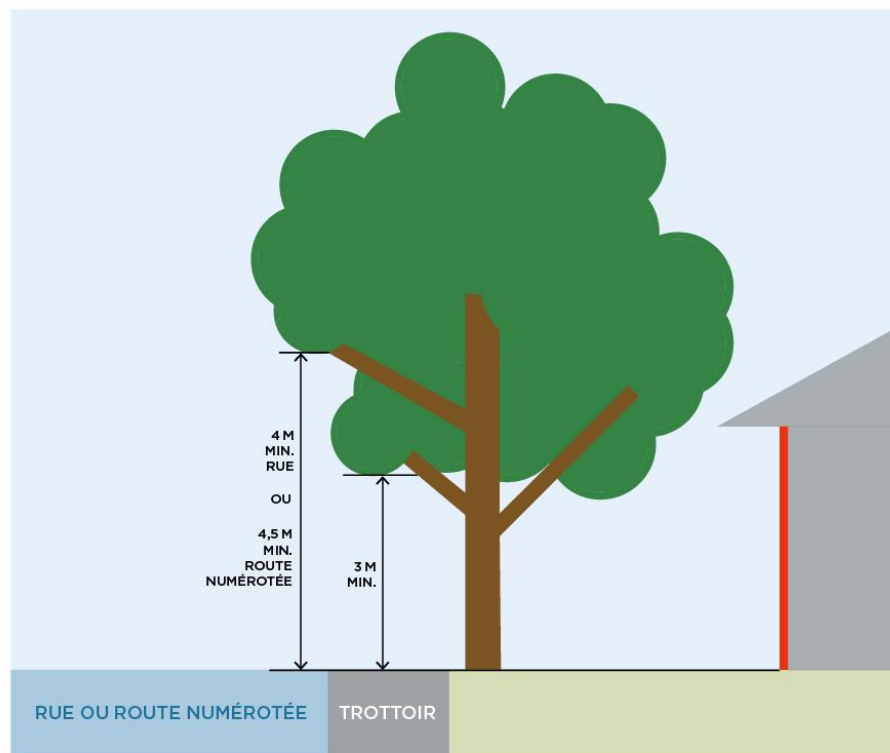 4 M
MIN.
RUE
OU
4,5 M
MIN.
ROUTE
NUMÉROTÉE
3 M
MIN.
RUE OU ROUTE NUMÉROTÉE
TROTTOIR